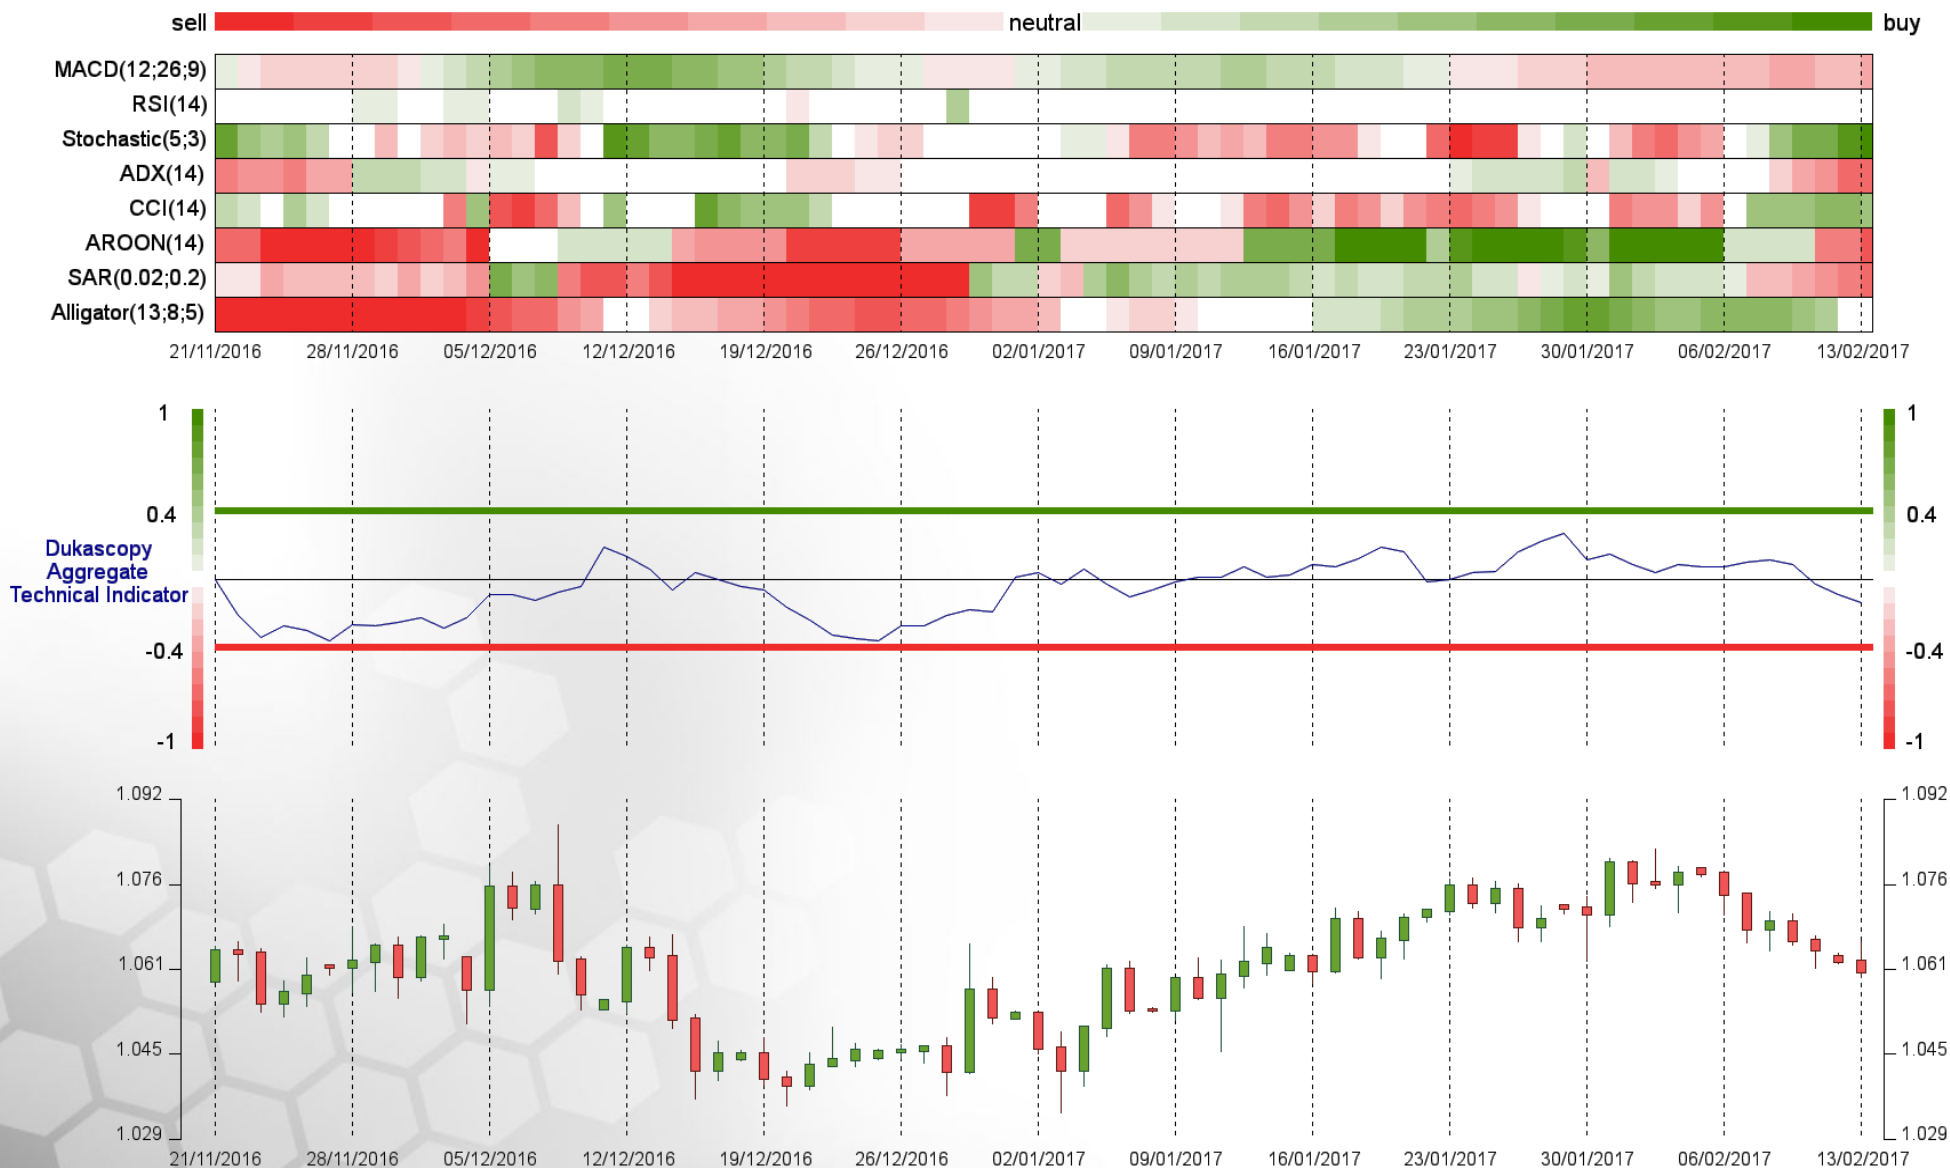 sell neutral buy
MACD(12;26;9)
RSI(14)
Stochastic(5;3)
ADX(14)
CCI(14)
AROON(14)
SAR(0.02;0.2)
Alligator(13;8;5)
21/11/2016 28/11/2016 05/12/2016 12/12/2016 19/12/2016 26/12/2016 02/01/2017 09/01/2017 16/01/2017 23/01/2017 30/01/2017 06/02/2017 13/02/2017
1 1
0.4 0.4
Dukascopy
Aggregate
Technical Indicator
-0.4 -0.4
-1 -1
1.092 1.092
1.076 1.076
1.061 1.061
1.045 1.045
1.029 1.029
21/11/2016 28/11/2016 05/12/2016 12/12/2016 19/12/2016 26/12/2016 02/01/2017 09/01/2017 16/01/2017 23/01/2017 30/01/2017 06/02/2017 13/02/2017